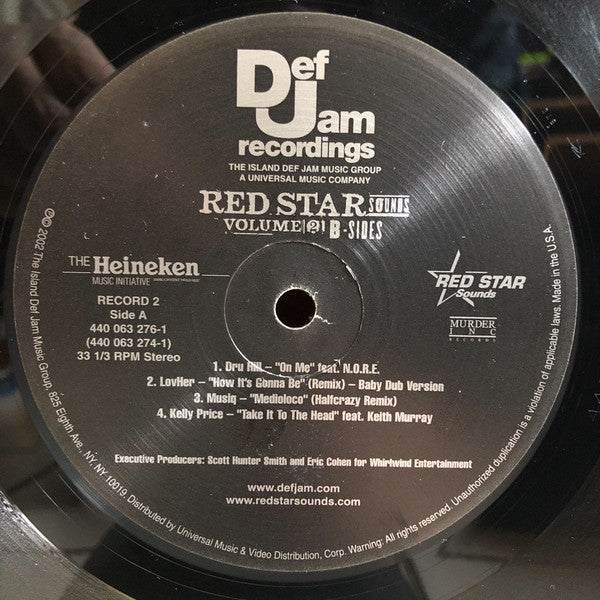 Def
Jam
recordings
THE ISLAND DEF JAM MUSIC GROUP
A UNIVERSAL MUSIC COMPANY
RED STAR SOUNDS
VOLUME 2 B-SIDES
THE Heineken
MUSIC INITIATIVE
RECORD 2
Side A
440 063 276-1
(440 063 274-1)
33 1/3 RPM Stereo
RED STAR
Sounds
MURDER
INC
RECORDS
1. Dru Hill – "On Me" feat. N.O.R.E.
2. LovHer – "How It's Gonna Be" (Remix) – Baby Dub Version
3. Musiq – "Medioloco" (Halfcrazy Remix)
4. Kelly Price – "Take It To The Head" feat. Keith Murray
Executive Producers: Scott Hunter Smith and Eric Cohen for Whirlwind Entertainment
www.defjam.com
www.redstarsounds.com
℗© 2002 The Island Def Jam Music Group, 825 Eighth Ave., NY, NY 10019. Distributed by Universal Music & Video Distribution, Corp. Warning: All rights reserved. Unauthorized duplication is a violation of applicable laws. Made in the U.S.A.